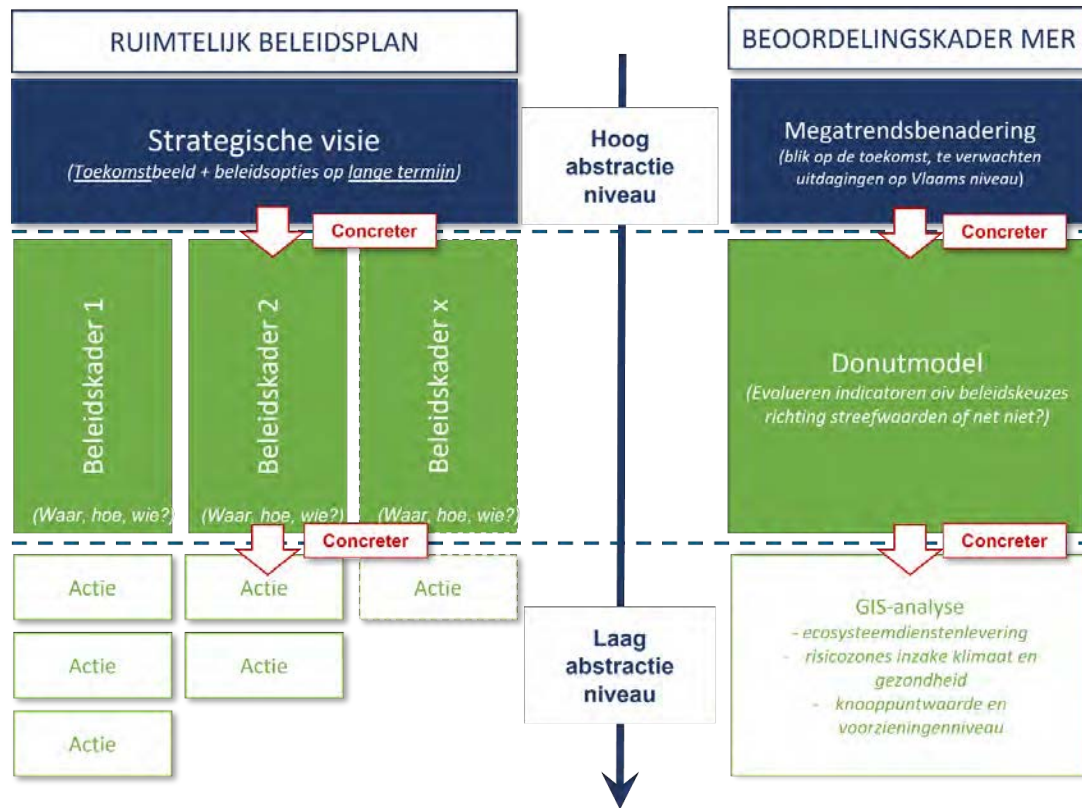 RUIMTELIJK BELEIDSPLAN
Strategische visie
(Toekomstbeeld + beleidsopties op lange termijn)
Concreter
Beleidskader 1
(Waar, hoe, wie?)
Beleidskader 2
(Waar, hoe, wie?)
Beleidskader x
(Waar, hoe, wie?)
Concreter
Actie
Actie
Actie
Actie
Actie
Actie
Hoog
abstractie
niveau
Laag
abstractie
niveau
BEOORDELINGSKADER MER
Megatrendsbenadering
(blik op de toekomst, te verwachten
uitdagingen op Vlaams niveau)
Concreter
Donutmodel
(Evolueren indicatoren oiv beleidskeuzes
richting streefwaarden of net niet?)
Concreter
GIS-analyse
- ecosysteemdienstenlevering
- risicozones inzake klimaat en
gezondheid
- knooppuntwaarde en
voorzieningenniveau